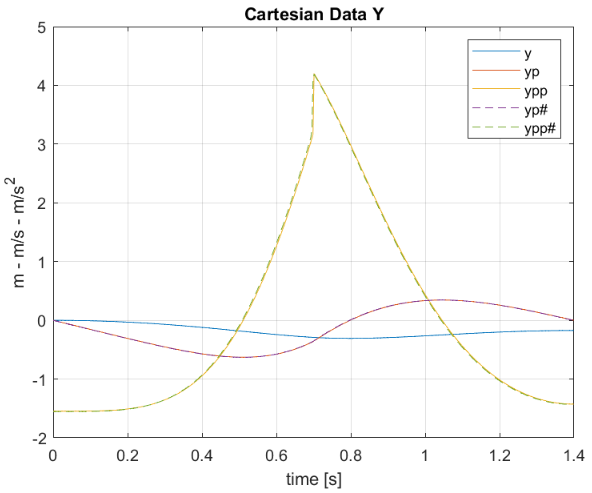 Cartesian Data Y
m - m/s - m/s²
5
4
3
2
1
0
-1
-2
0 0.2 0.4 0.6 0.8 1 1.2 1.4
time [s]
y
yp
ypp
yp#
ypp#